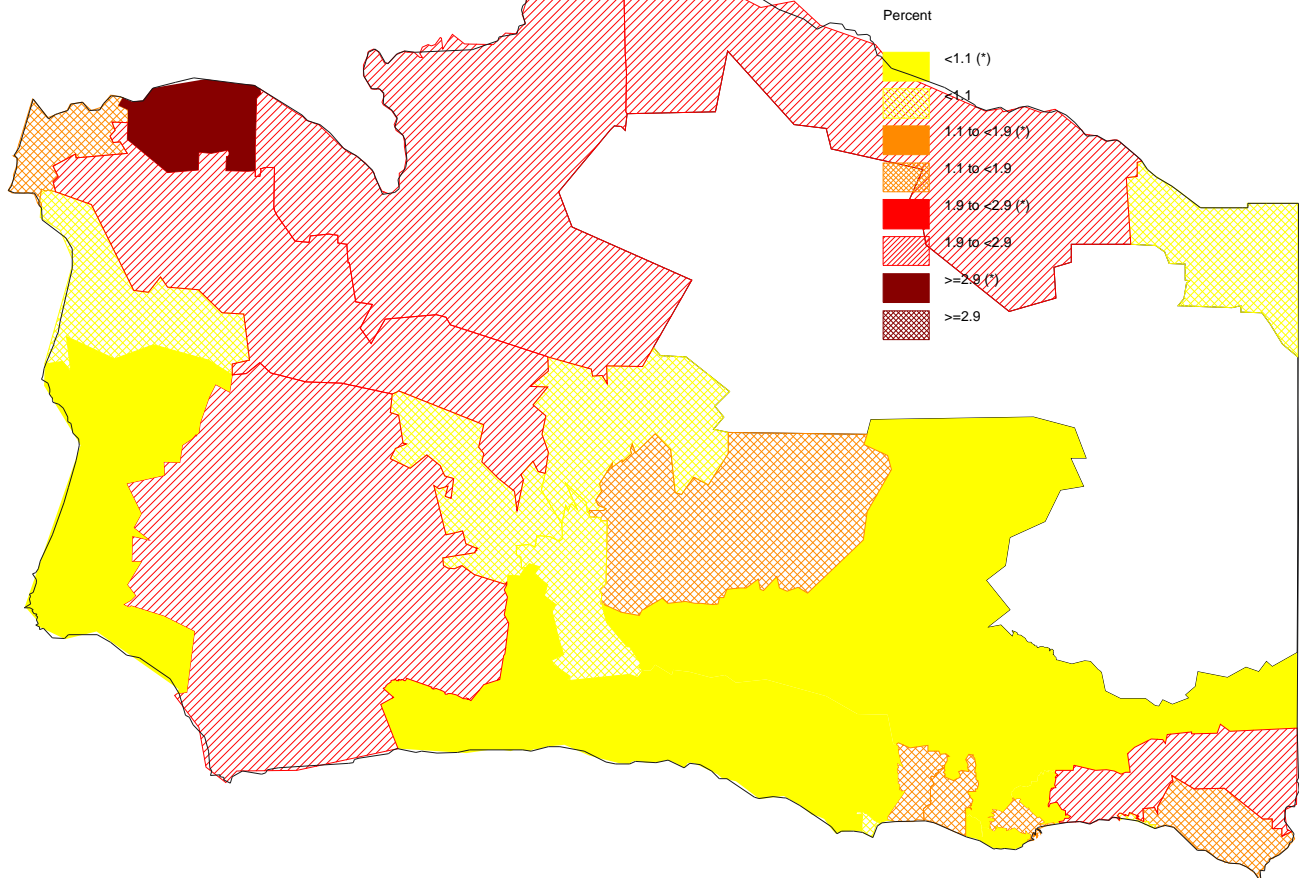 Percent
<1.1 (*)
<1.1
1.1 to <1.9 (*)
1.1 to <1.9
1.9 to <2.9 (*)
1.9 to <2.9
>=2.9 (*)
>=2.9